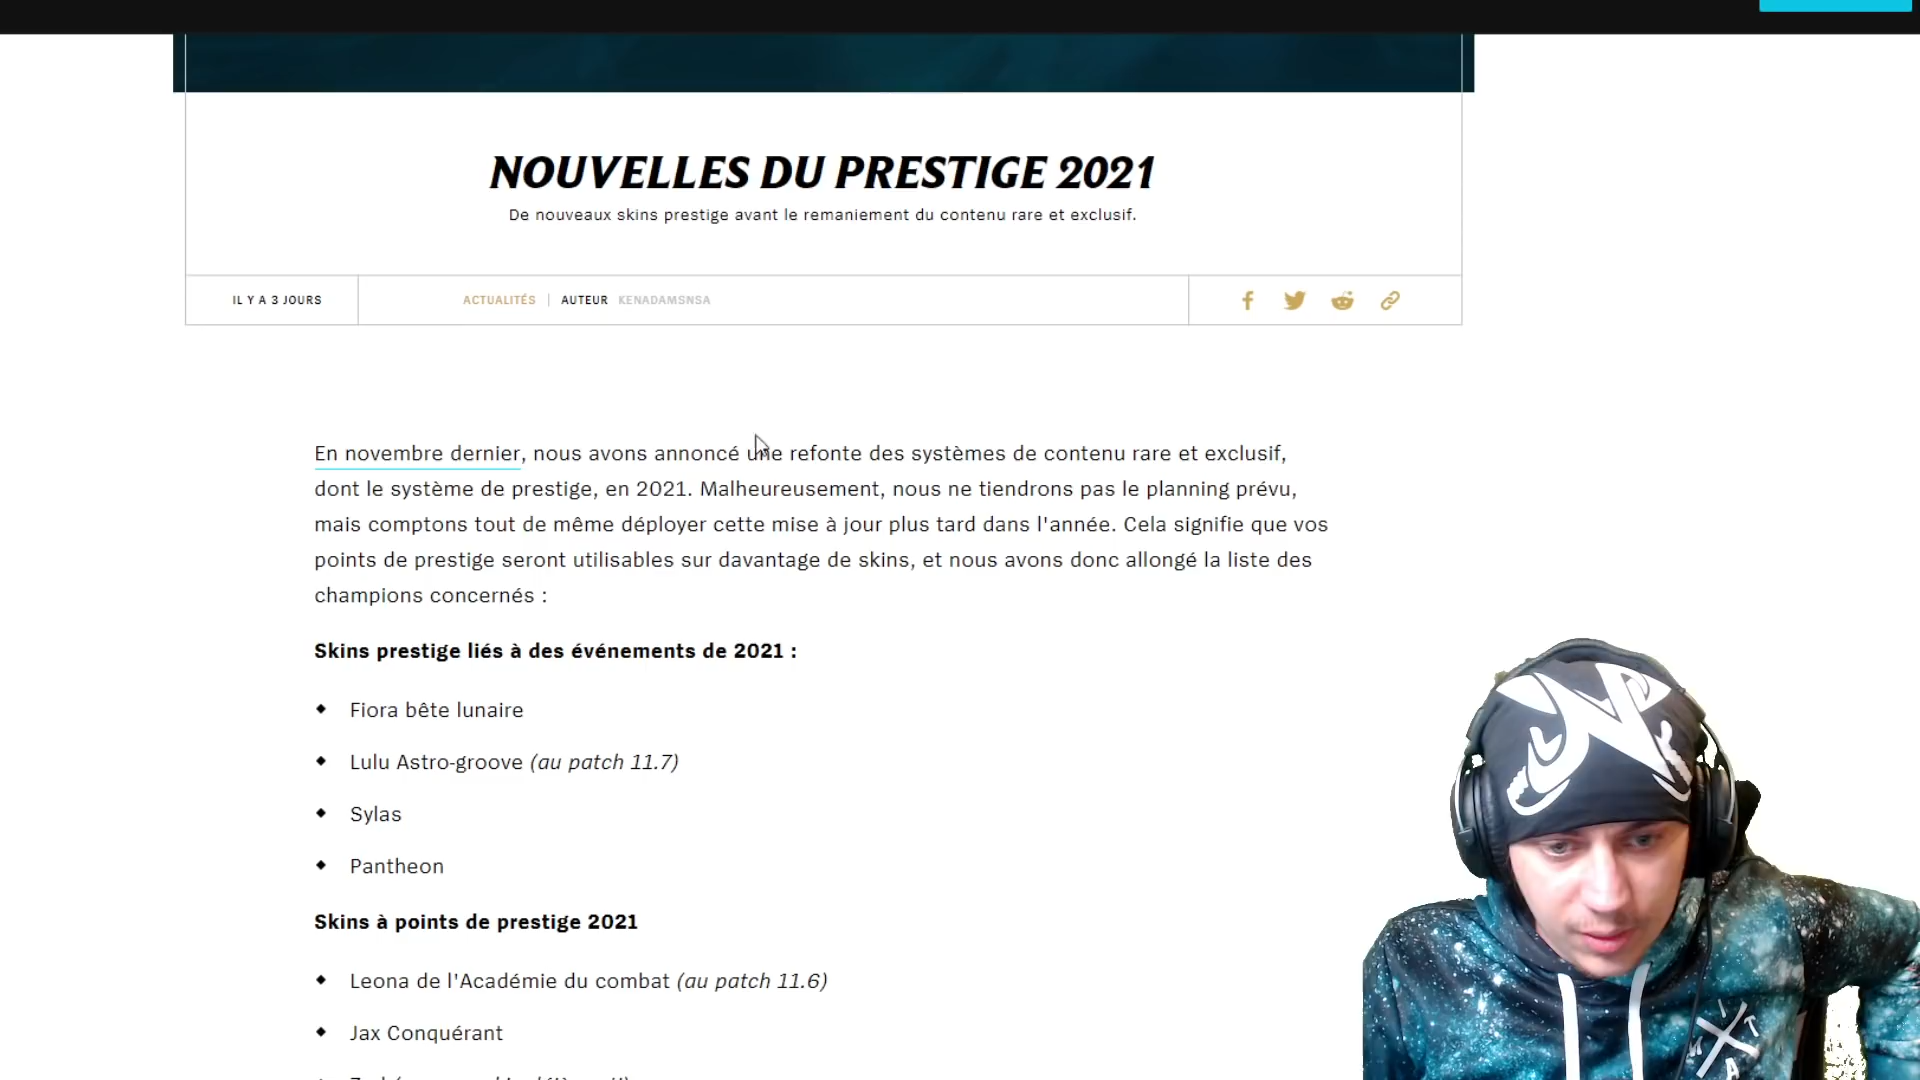 NOUVELLES DU PRESTIGE 2021
De nouveaux skins prestige avant le remaniement du contenu rare et exclusif.
IL Y A 3 JOURS
ACTUALITÉS | AUTEUR KENADAMSNSA
En novembre dernier, nous avons annoncé une refonte des systèmes de contenu rare et exclusif,
dont le système de prestige, en 2021. Malheureusement, nous ne tiendrons pas le planning prévu,
mais comptons tout de même déployer cette mise à jour plus tard dans l'année. Cela signifie que vos
points de prestige seront utilisables sur davantage de skins, et nous avons donc allongé la liste des
champions concernés :
Skins prestige liés à des événements de 2021 :
Fiora bête lunaire
Lulu Astro-groove (au patch 11.7)
Sylas
Pantheon
Skins à points de prestige 2021
Leona de l'Académie du combat (au patch 11.6)
Jax Conquérant